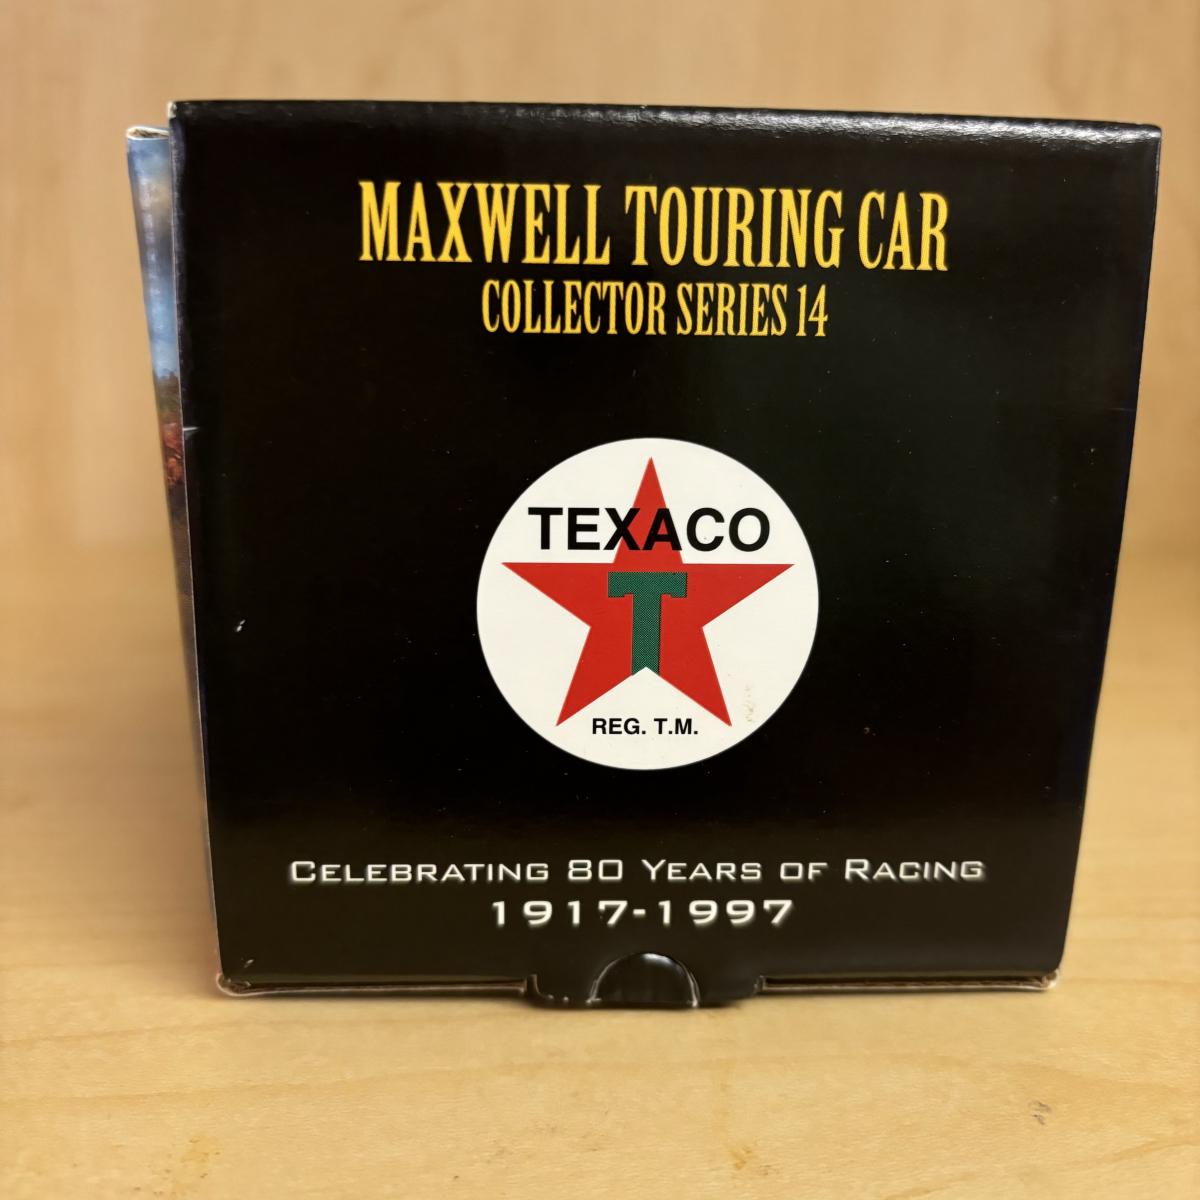 MAXWELL TOURING CAR
COLLECTOR SERIES 14
TEXACO
T
REG. T.M.
CELEBRATING 80 YEARS OF RACING
1917-1997